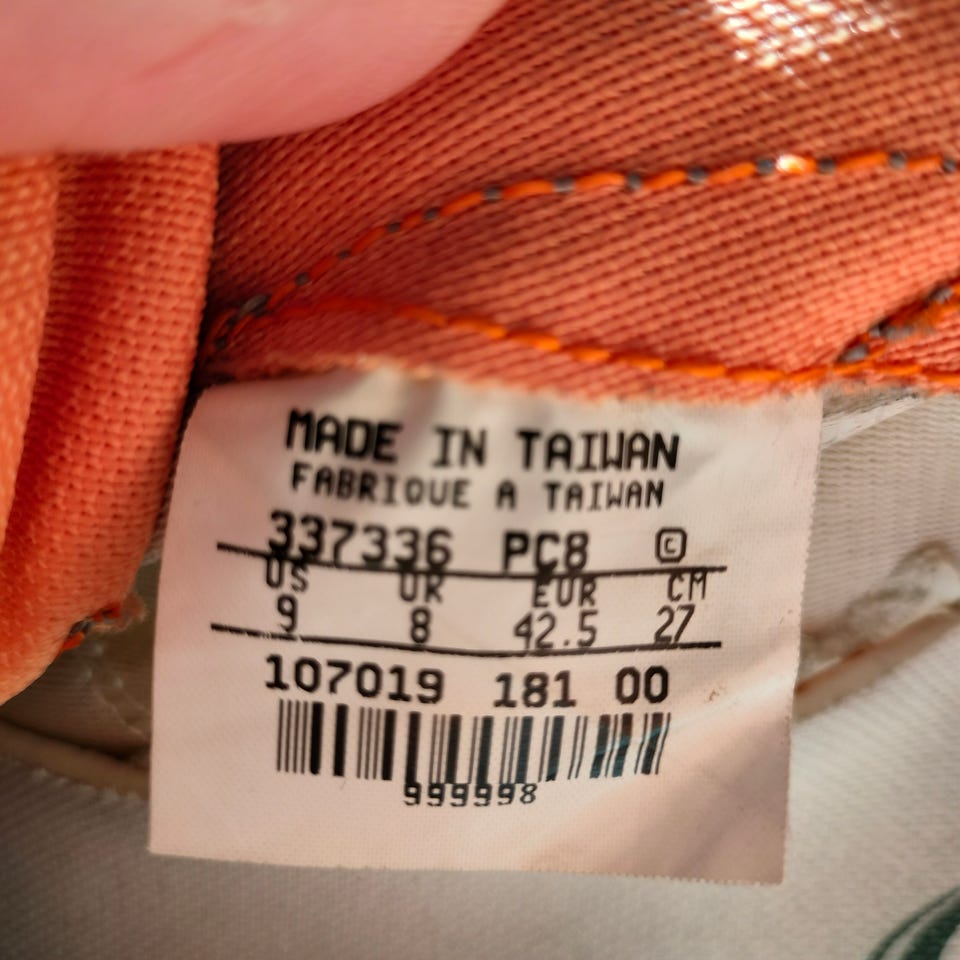 MADE IN TAIWAN
FABRIQUE A TAIWAN
337336 PC8 ©
US UK EUR CM
9 8 42.5 27
107019 181 00
999998